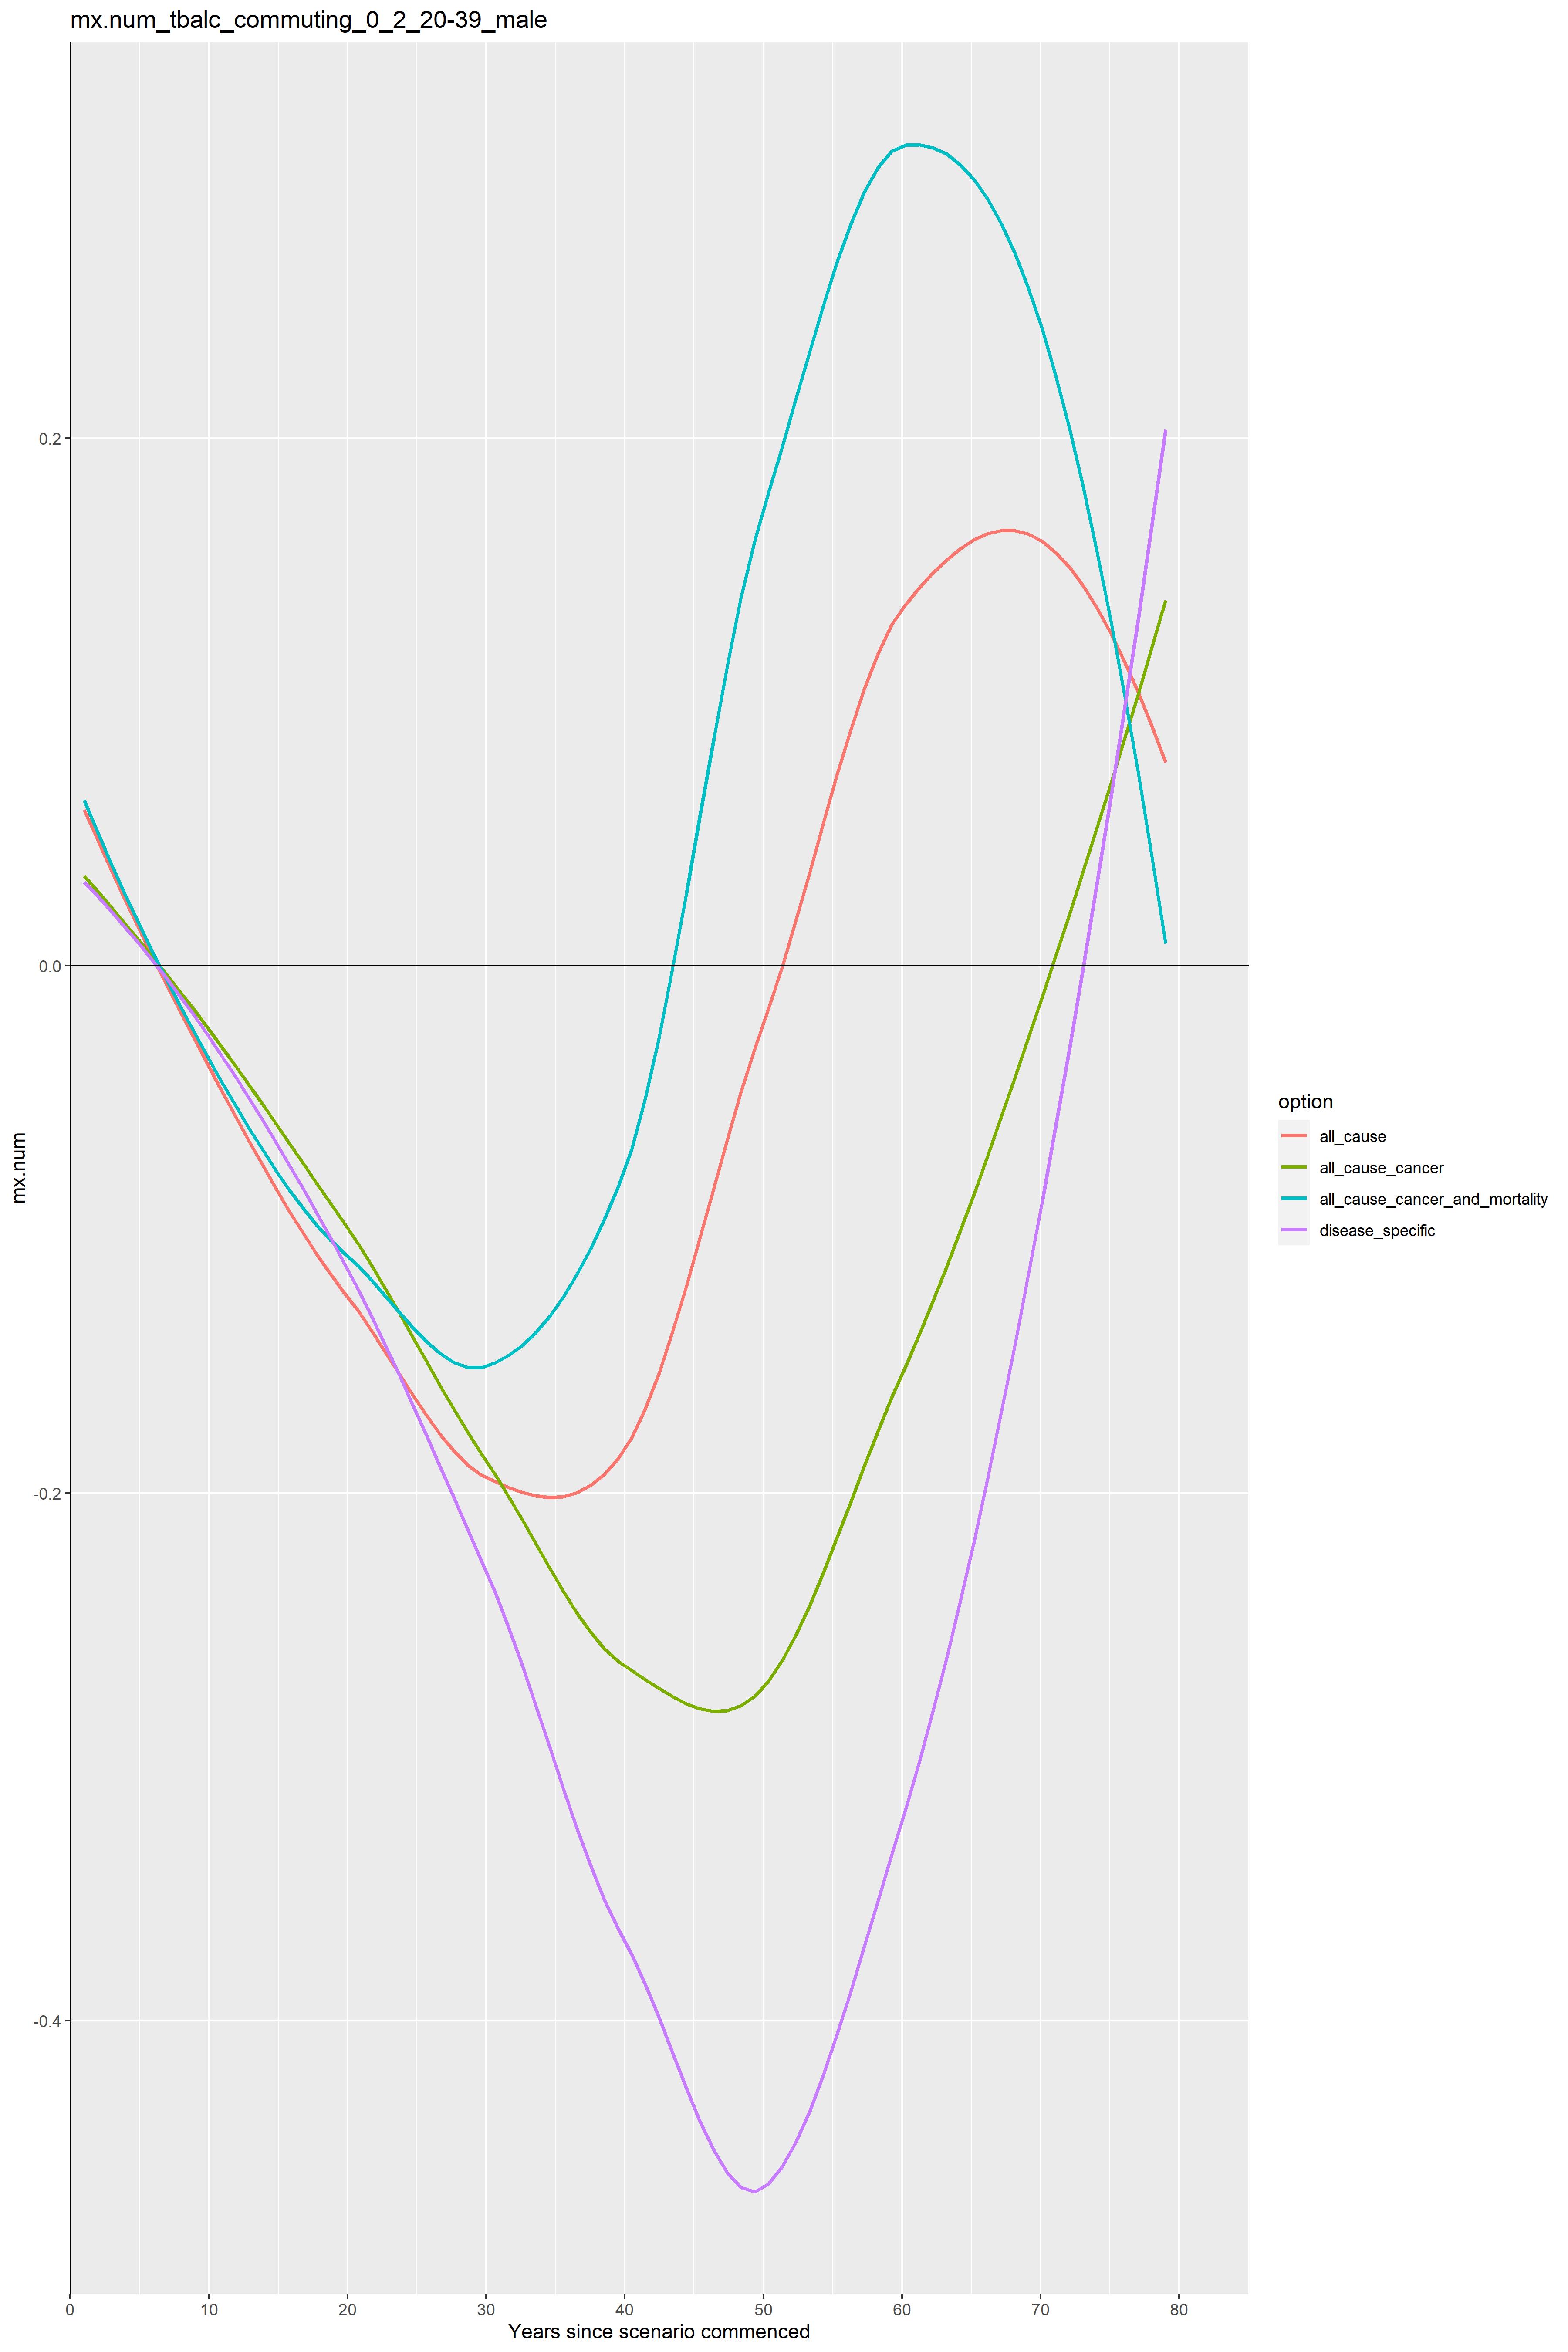 mx.num_tbalc_commuting_0_2_20-39_male
0.2
0.0
-0.2
-0.4
mx.num
0 10 20 30 40 50 60 70 80
Years since scenario commenced
option
all_cause
all_cause_cancer
all_cause_cancer_and_mortality
disease_specific